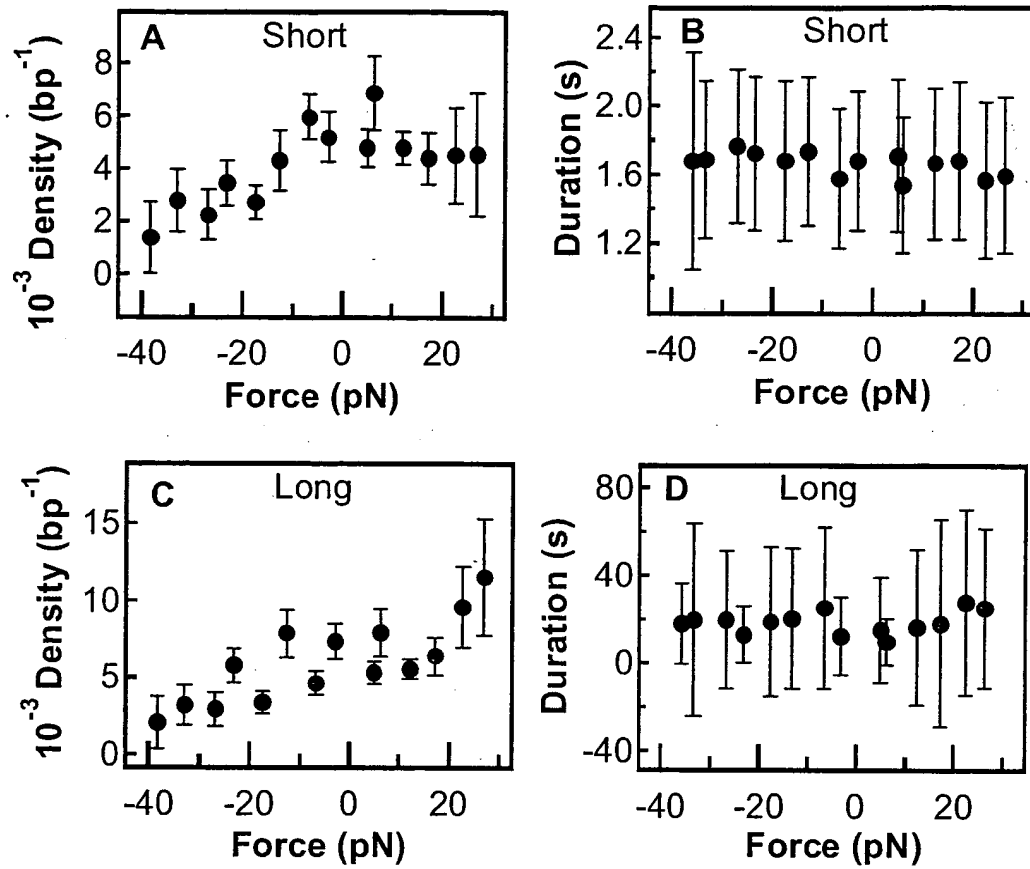 A Short
10⁻³ Density (bp⁻¹)
8
6
4
2
0
-40 -20 0 20
Force (pN)
B Short
Duration (s)
2.4
2.0
1.6
1.2
-40 -20 0 20
Force (pN)
C Long
10⁻³ Density (bp⁻¹)
15
10
5
0
-40 -20 0 20
Force (pN)
D Long
Duration (s)
80
40
0
-40
-40 -20 0 20
Force (pN)